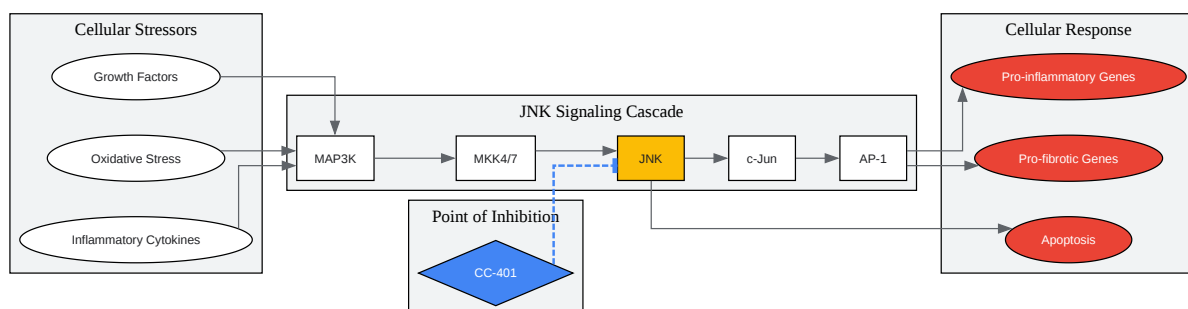 Cellular Stressors
Growth Factors
Oxidative Stress
Inflammatory Cytokines
JNK Signaling Cascade
MAP3K
MKK4/7
JNK
c-Jun
AP-1
Point of Inhibition
CC-401
Cellular Response
Pro-inflammatory Genes
Pro-fibrotic Genes
Apoptosis